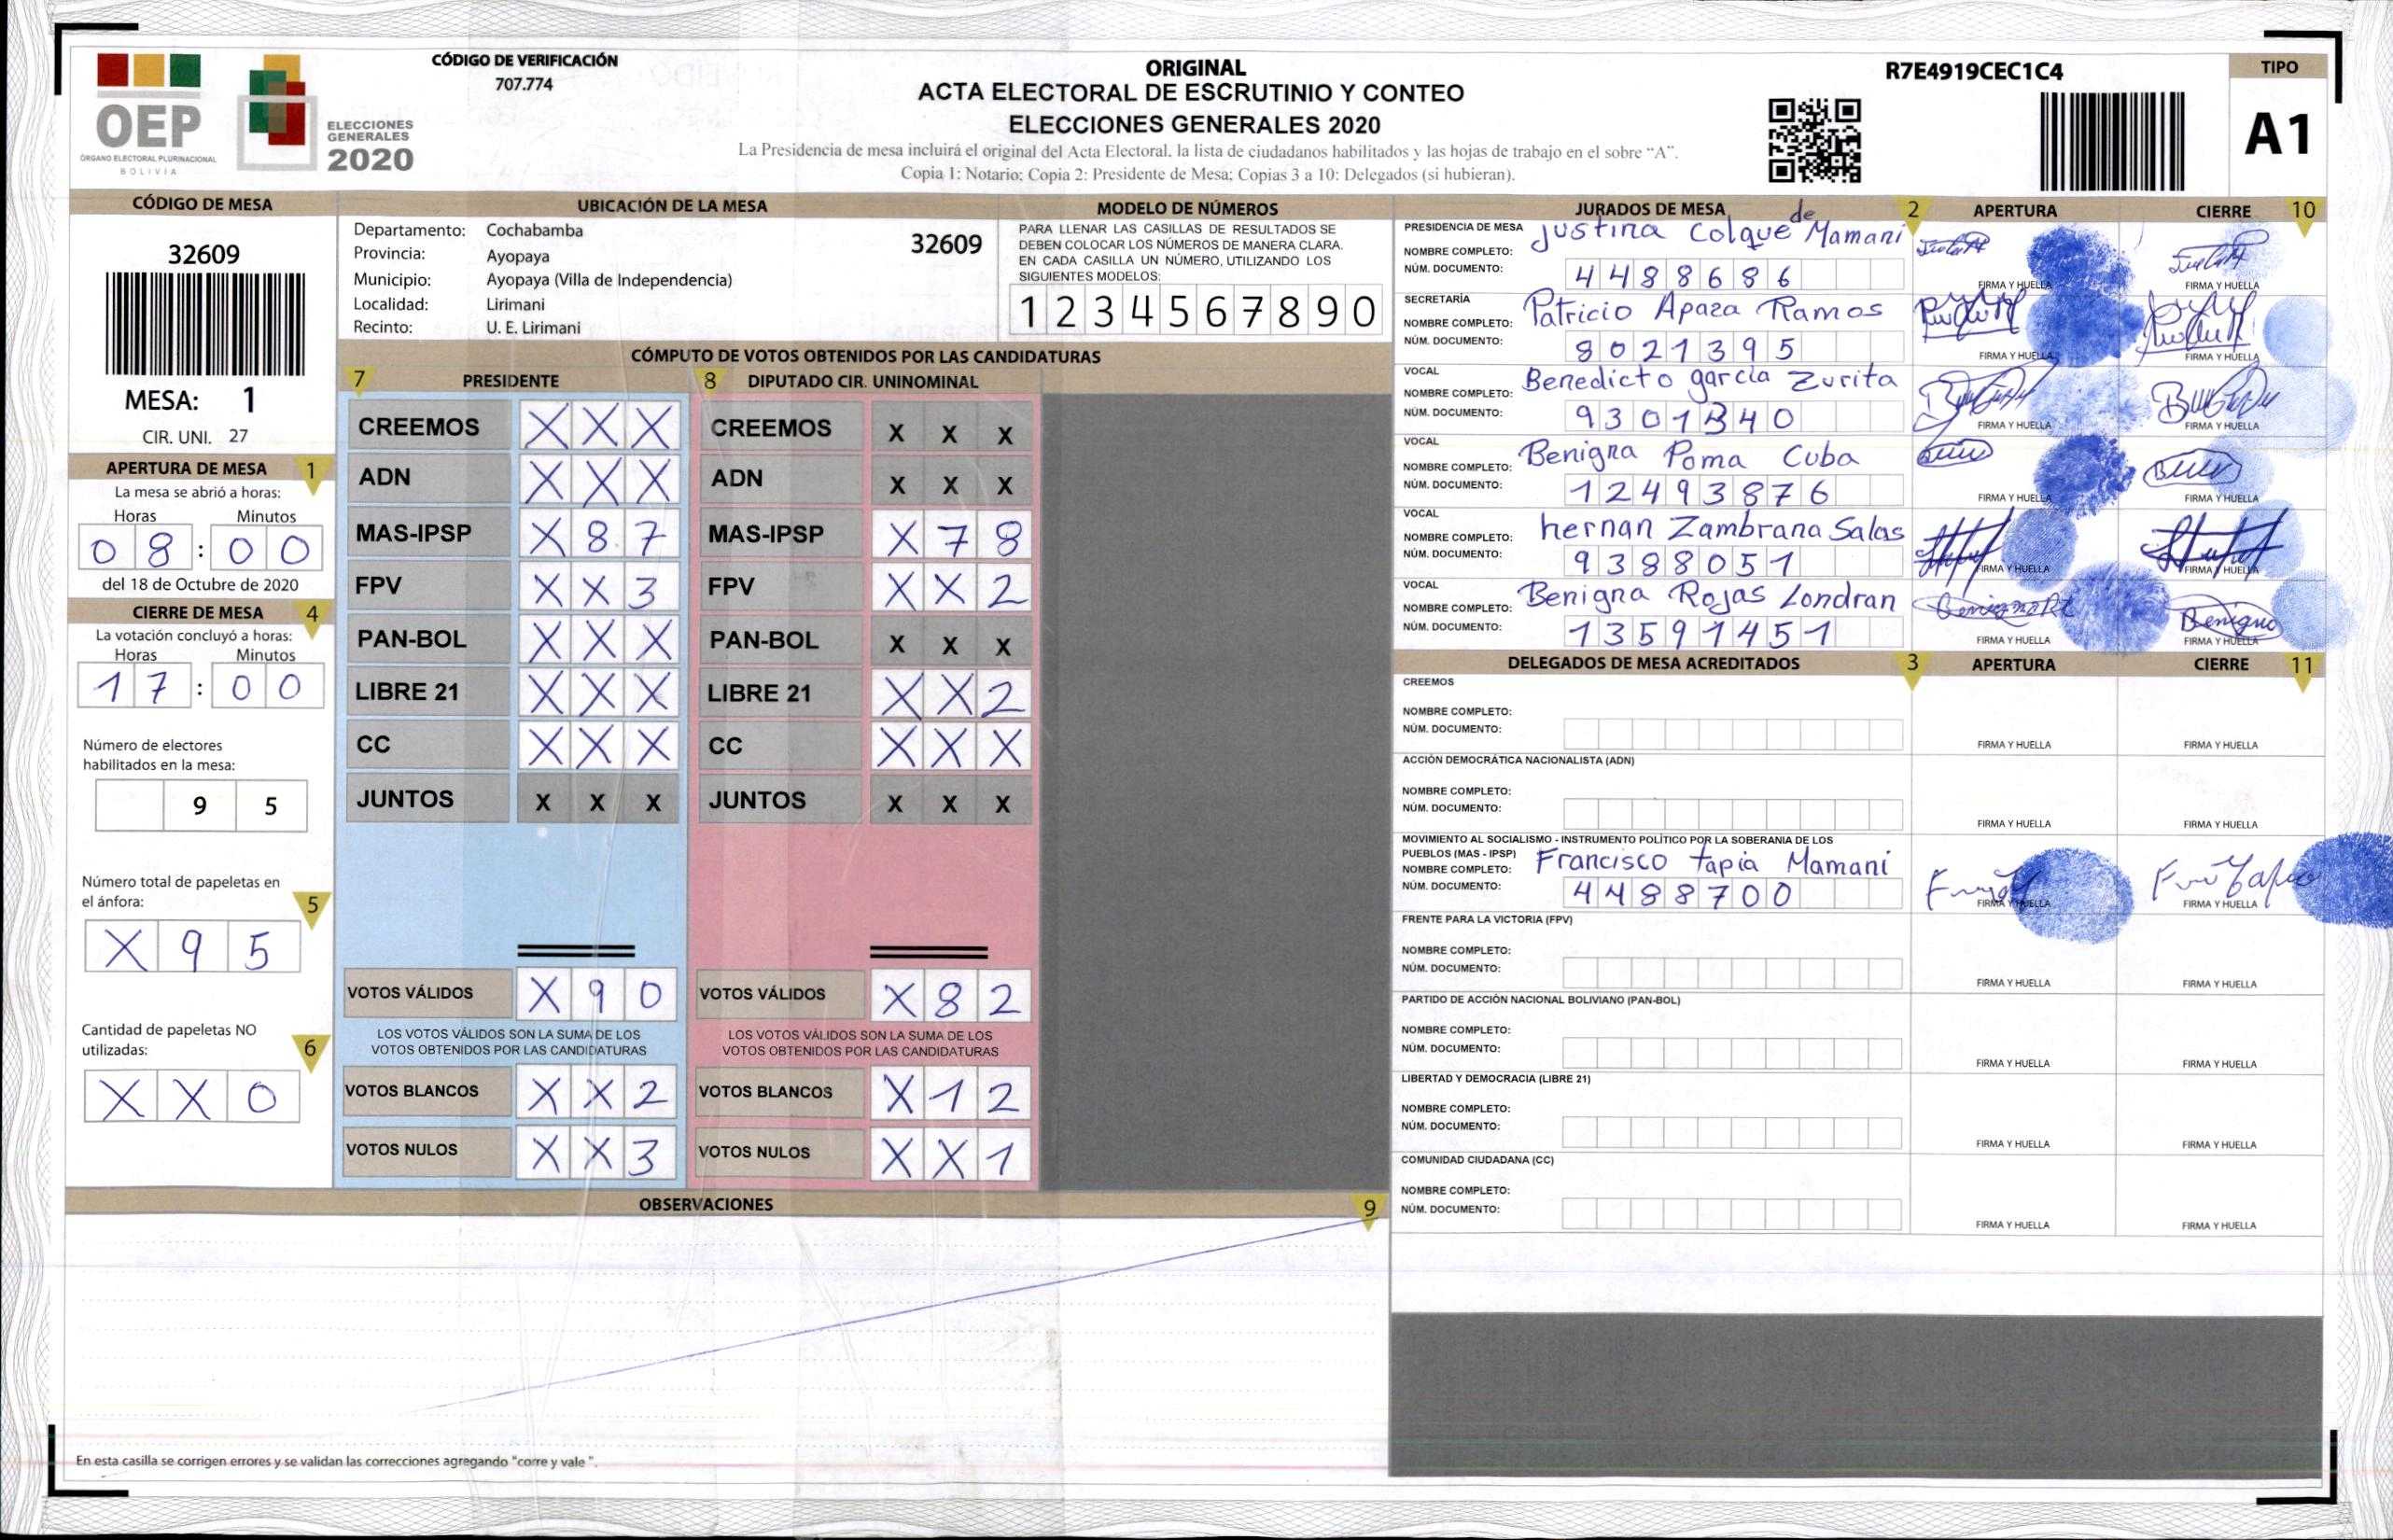 CÓDIGO DE VERIFICACIÓN
707.774
ORIGINAL
ACTA ELECTORAL DE ESCRUTINIO Y CONTEO
ELECCIONES GENERALES 2020
La Presidencia de mesa incluirá el original del Acta Electoral, la lista de ciudadanos habilitados y las hojas de trabajo en el sobre “A”.
Copia 1: Notario; Copia 2: Presidente de Mesa; Copias 3 a 10: Delegados (si hubieran).
R7E4919CEC1C4
TIPO
A1
OEP
ÓRGANO ELECTORAL PLURINACIONAL
BOLIVIA
ELECCIONES
GENERALES
2020
CÓDIGO DE MESA
32609
MESA: 1
CIR. UNI. 27
APERTURA DE MESA 1
La mesa se abrió a horas:
Horas Minutos
08:00
del 18 de Octubre de 2020
CIERRE DE MESA 4
La votación concluyó a horas:
Horas Minutos
17:00
Número de electores
habilitados en la mesa:
9 5
Número total de papeletas en
el ánfora: 5
X 9 5
Cantidad de papeletas NO
utilizadas: 6
X X 0
UBICACIÓN DE LA MESA
Departamento: Cochabamba
32609
Provincia: Ayopaya
Municipio: Ayopaya (Villa de Independencia)
Localidad: Lirimani
Recinto: U. E. Lirimani
MODELO DE NÚMEROS
PARA LLENAR LAS CASILLAS DE RESULTADOS SE
DEBEN COLOCAR LOS NÚMEROS DE MANERA CLARA.
EN CADA CASILLA UN NÚMERO, UTILIZANDO LOS
SIGUIENTES MODELOS:
1 2 3 4 5 6 7 8 9 0
CÓMPUTO DE VOTOS OBTENIDOS POR LAS CANDIDATURAS
7 PRESIDENTE
CREEMOS X X X
ADN X X X
MAS-IPSP X 8 7
FPV X X 3
PAN-BOL X X X
LIBRE 21 X X X
CC X X X
JUNTOS X X X
VOTOS VÁLIDOS X 9 0
LOS VOTOS VÁLIDOS SON LA SUMA DE LOS
VOTOS OBTENIDOS POR LAS CANDIDATURAS
VOTOS BLANCOS X X 2
VOTOS NULOS X X 3
8 DIPUTADO CIR. UNINOMINAL
CREEMOS X X X
ADN X X X
MAS-IPSP X 7 8
FPV X X 2
PAN-BOL X X X
LIBRE 21 X X 2
CC X X X
JUNTOS X X X
VOTOS VÁLIDOS X 8 2
LOS VOTOS VÁLIDOS SON LA SUMA DE LOS
VOTOS OBTENIDOS POR LAS CANDIDATURAS
VOTOS BLANCOS X 1 2
VOTOS NULOS X X 1
OBSERVACIONES 9
En esta casilla se corrigen errores y se validan las correcciones agregando "corre y vale ".
JURADOS DE MESA 2 APERTURA CIERRE 10
PRESIDENCIA DE MESA
NOMBRE COMPLETO: Justina Colque de Mamani
NÚM. DOCUMENTO: 4488686
FIRMA Y HUELLA FIRMA Y HUELLA
SECRETARÍA
NOMBRE COMPLETO: Patricio Apaza Ramos
NÚM. DOCUMENTO: 8021395
FIRMA Y HUELLA FIRMA Y HUELLA
VOCAL
NOMBRE COMPLETO: Benedicto garcia Zurita
NÚM. DOCUMENTO:
FIRMA Y HUELLA FIRMA Y HUELLA
VOCAL
NOMBRE COMPLETO: Benigna Poma Cuba
NÚM. DOCUMENTO: 12493876
FIRMA Y HUELLA FIRMA Y HUELLA
VOCAL
NOMBRE COMPLETO: hernan Zambrana Salas
NÚM. DOCUMENTO: 9388051
FIRMA Y HUELLA FIRMA Y HUELLA
VOCAL
NOMBRE COMPLETO: Benigna Rojas Londran
NÚM. DOCUMENTO: 13591451
FIRMA Y HUELLA FIRMA Y HUELLA
DELEGADOS DE MESA ACREDITADOS 3 APERTURA CIERRE 11
CREEMOS
NOMBRE COMPLETO:
NÚM. DOCUMENTO:
FIRMA Y HUELLA FIRMA Y HUELLA
ACCIÓN DEMOCRÁTICA NACIONALISTA (ADN)
NOMBRE COMPLETO:
NÚM. DOCUMENTO:
FIRMA Y HUELLA FIRMA Y HUELLA
MOVIMIENTO AL SOCIALISMO - INSTRUMENTO POLÍTICO POR LA SOBERANIA DE LOS
PUEBLOS (MAS - IPSP)
NOMBRE COMPLETO: Francisco tapia Mamani
NÚM. DOCUMENTO: 4488700
FIRMA Y HUELLA FIRMA Y HUELLA
FRENTE PARA LA VICTORIA (FPV)
NOMBRE COMPLETO:
NÚM. DOCUMENTO:
FIRMA Y HUELLA FIRMA Y HUELLA
PARTIDO DE ACCIÓN NACIONAL BOLIVIANO (PAN-BOL)
NOMBRE COMPLETO:
NÚM. DOCUMENTO:
FIRMA Y HUELLA FIRMA Y HUELLA
LIBERTAD Y DEMOCRACIA (LIBRE 21)
NOMBRE COMPLETO:
NÚM. DOCUMENTO:
FIRMA Y HUELLA FIRMA Y HUELLA
COMUNIDAD CIUDADANA (CC)
NOMBRE COMPLETO:
NÚM. DOCUMENTO:
FIRMA Y HUELLA FIRMA Y HUELLA